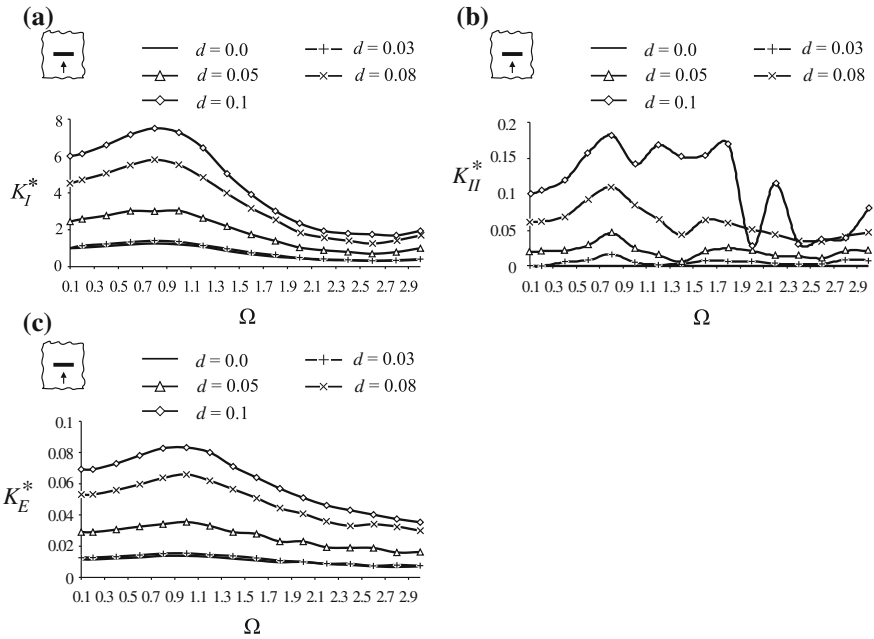 (a)
d = 0.0
d = 0.03
d = 0.05
d = 0.08
d = 0.1
8
6
4
2
0
K_I^*
0.1 0.3 0.5 0.7 0.9 1.1 1.3 1.5 1.7 1.9 2.1 2.3 2.5 2.7 2.9
Ω
(b)
d = 0.0
d = 0.03
d = 0.05
d = 0.08
d = 0.1
0.2
0.15
0.1
0.05
0
K_II^*
0.1 0.3 0.5 0.7 0.9 1.1 1.3 1.5 1.7 1.9 2.1 2.3 2.5 2.7 2.9
Ω
(c)
d = 0.0
d = 0.03
d = 0.05
d = 0.08
d = 0.1
0.1
0.08
0.06
0.04
0.02
0
K_E^*
0.1 0.3 0.5 0.7 0.9 1.1 1.3 1.5 1.7 1.9 2.1 2.3 2.5 2.7 2.9
Ω